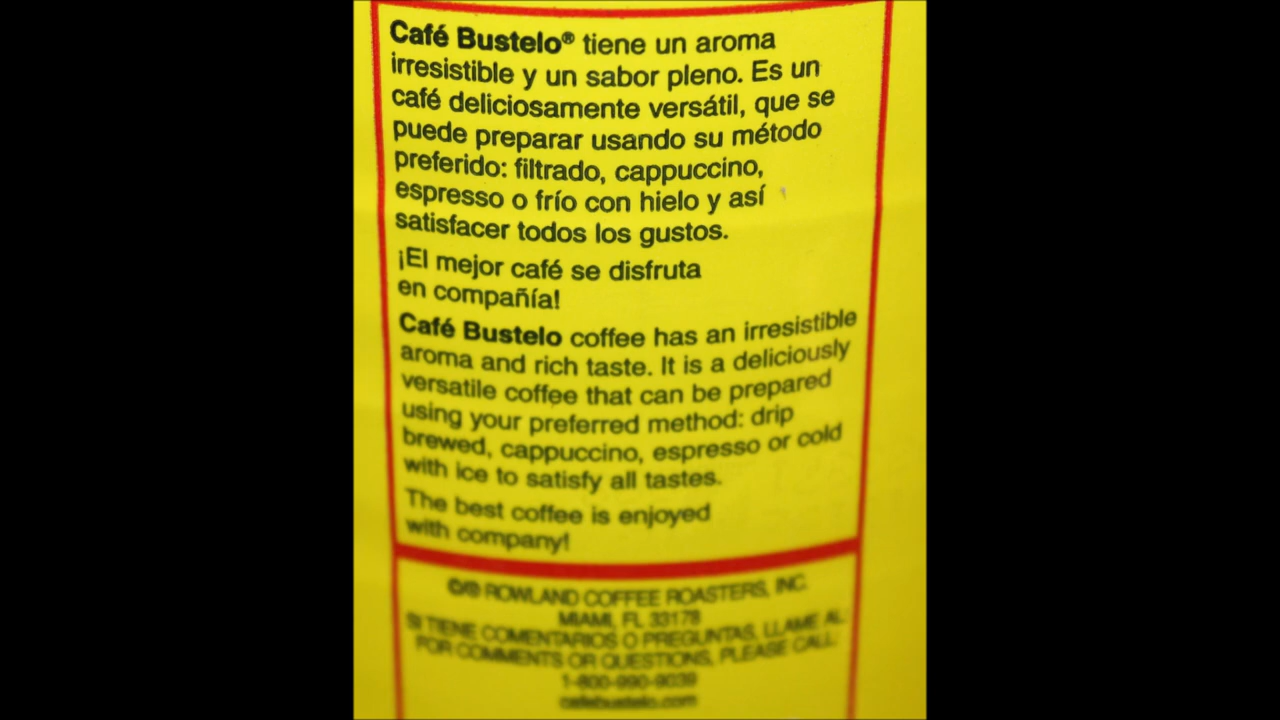 Café Bustelo® tiene un aroma
irresistible y un sabor pleno. Es un
café deliciosamente versátil, que se
puede preparar usando su método
preferido: filtrado, cappuccino,
espresso o frío con hielo y así
satisfacer todos los gustos.
¡El mejor café se disfruta
en compañía!
Café Bustelo coffee has an irresistible
aroma and rich taste. It is a deliciously
versatile coffee that can be prepared
using your preferred method: drip
brewed, cappuccino, espresso or cold
with ice to satisfy all tastes.
The best coffee is enjoyed
with company!
©/® ROWLAND COFFEE ROASTERS, INC.
MIAMI, FL 33178
SI TIENE COMENTARIOS O PREGUNTAS, LLAME AL:
FOR COMMENTS OR QUESTIONS, PLEASE CALL:
1-800-990-9039
cafebustelo.com